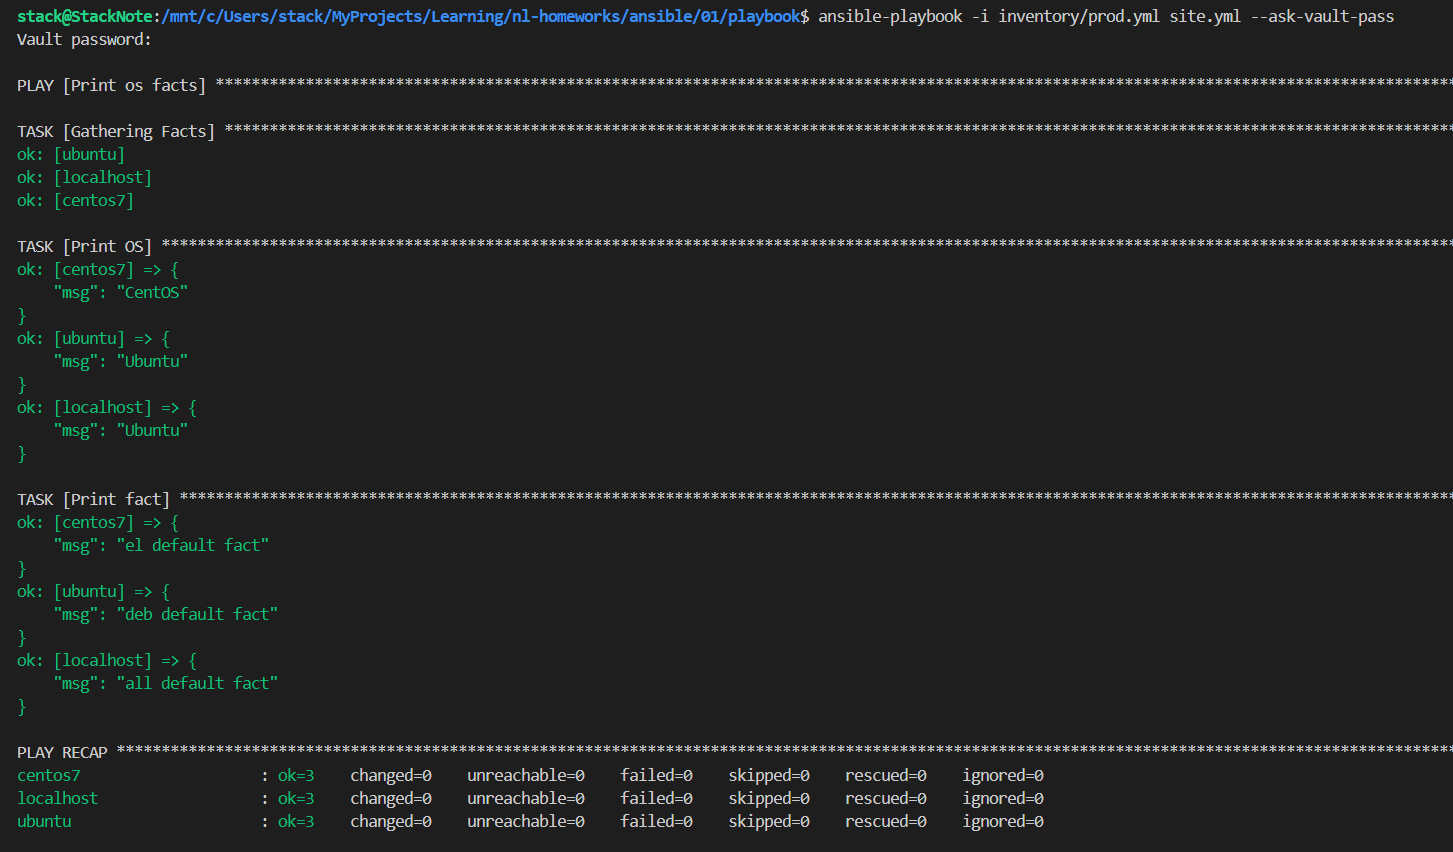 stack@StackNote:/mnt/c/Users/stack/MyProjects/Learning/nl-homeworks/ansible/01/playbook$ ansible-playbook -i inventory/prod.yml site.yml --ask-vault-pass
Vault password:
PLAY [Print os facts] ****************************************************************************************************************************************
TASK [Gathering Facts] ***************************************************************************************************************************************
ok: [ubuntu]
ok: [localhost]
ok: [centos7]
TASK [Print OS] **********************************************************************************************************************************************
ok: [centos7] => {
    "msg": "CentOS"
}
ok: [ubuntu] => {
    "msg": "Ubuntu"
}
ok: [localhost] => {
    "msg": "Ubuntu"
}
TASK [Print fact] ********************************************************************************************************************************************
ok: [centos7] => {
    "msg": "el default fact"
}
ok: [ubuntu] => {
    "msg": "deb default fact"
}
ok: [localhost] => {
    "msg": "all default fact"
}
PLAY RECAP ***************************************************************************************************************************************************
centos7                    : ok=3    changed=0    unreachable=0    failed=0    skipped=0    rescued=0    ignored=0
localhost                  : ok=3    changed=0    unreachable=0    failed=0    skipped=0    rescued=0    ignored=0
ubuntu                     : ok=3    changed=0    unreachable=0    failed=0    skipped=0    rescued=0    ignored=0